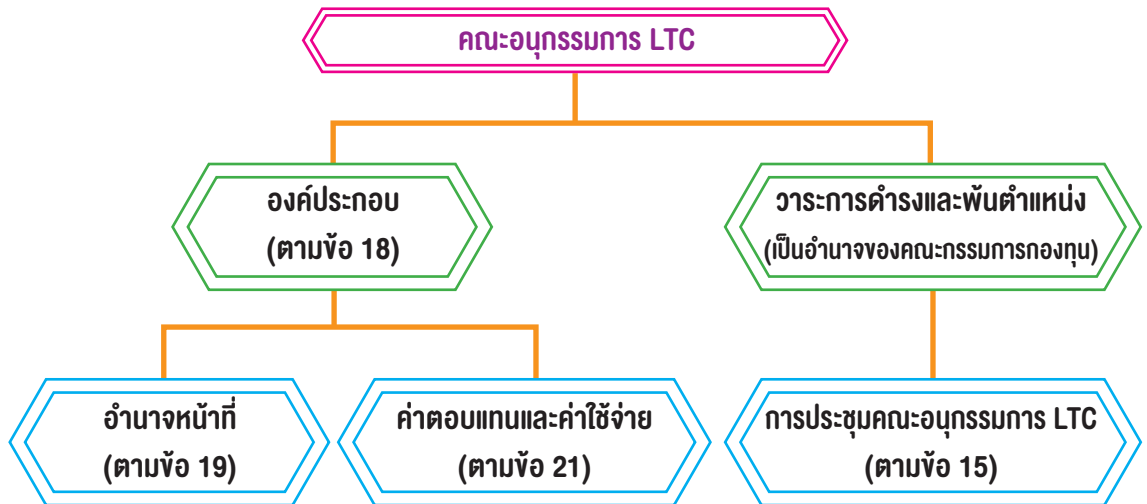 คณะอนุกรรมการ LTC
องค์ประกอบ
(ตามข้อ 18)
วาระการดำรงและพ้นตำแหน่ง
(เป็นอำนาจของคณะกรรมการกองทุน)
อำนาจหน้าที่
(ตามข้อ 19)
ค่าตอบแทนและค่าใช้จ่าย
(ตามข้อ 21)
การประชุมคณะอนุกรรมการ LTC
(ตามข้อ 15)